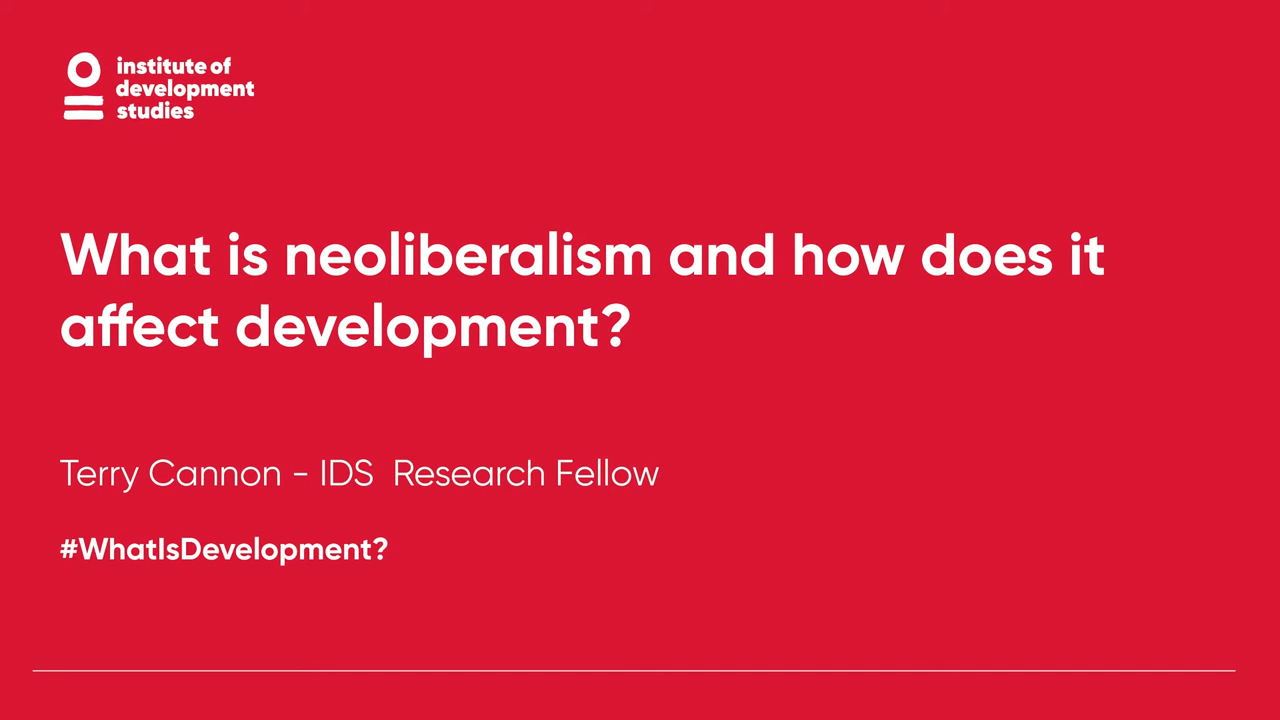 institute of
development
studies
What is neoliberalism and how does it
affect development?
Terry Cannon - IDS  Research Fellow
#WhatIsDevelopment?